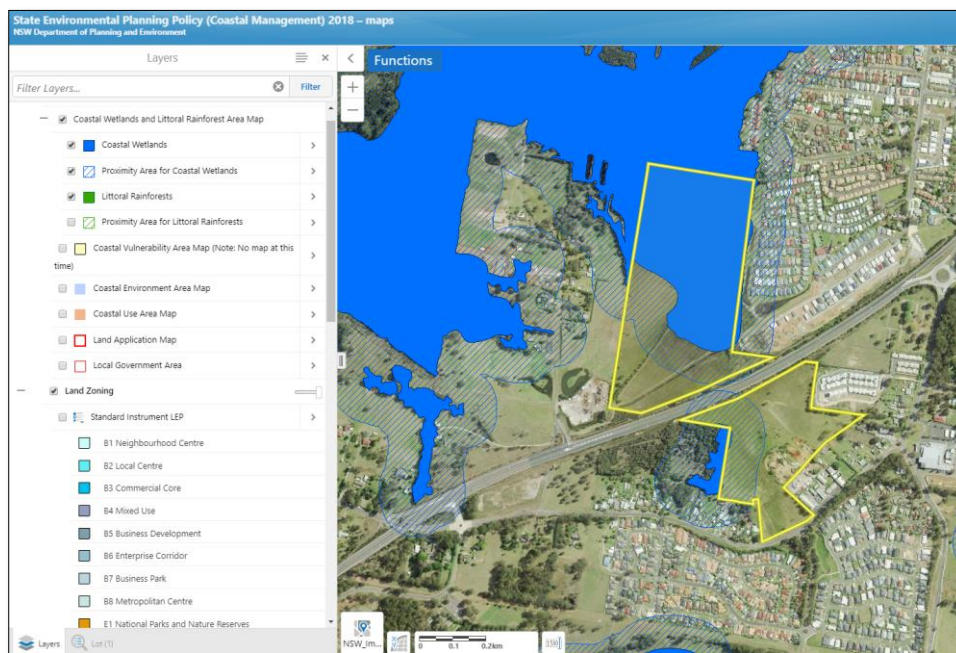 State Environmental Planning Policy (Coastal Management) 2018 – maps
NSW Department of Planning and Environment
Layers
Functions
Filter Layers...
Filter
Coastal Wetlands and Littoral Rainforest Area Map
Coastal Wetlands
Proximity Area for Coastal Wetlands
Littoral Rainforests
Proximity Area for Littoral Rainforests
Coastal Vulnerability Area Map (Note: No map at this
time)
Coastal Environment Area Map
Coastal Use Area Map
Land Application Map
Local Government Area
Land Zoning
Standard Instrument LEP
B1 Neighbourhood Centre
B2 Local Centre
B3 Commercial Core
B4 Mixed Use
B5 Business Development
B6 Enterprise Corridor
B7 Business Park
B8 Metropolitan Centre
E1 National Parks and Nature Reserves
Layers
Lot (1)
NSW_Im...
0 0.1 0.2km